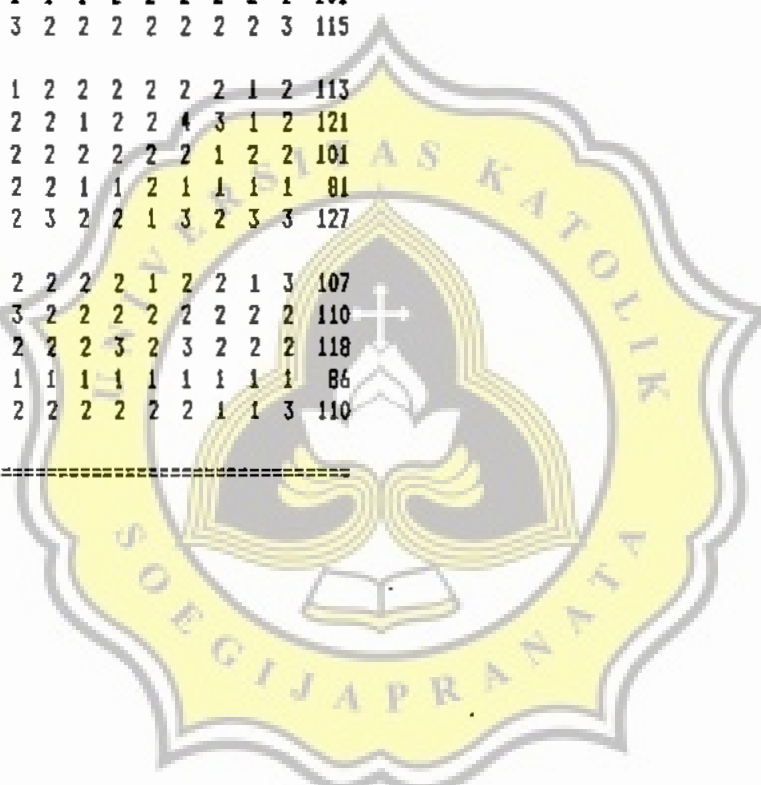 3 2 2 2 2 2 2 2 3 115
1 2 2 2 2 2 2 1 2 113
2 2 1 2 2 4 3 1 2 121
2 2 2 2 2 2 1 2 2 101
2 2 1 1 2 1 1 1 1 81
2 3 2 2 1 3 2 3 3 127
2 2 2 2 1 2 2 1 3 107
3 2 2 2 2 2 2 2 2 110
2 2 2 3 2 3 2 2 2 118
1 1 1 1 1 1 1 1 1 86
2 2 2 2 2 2 1 1 3 110
UNIVERSITAS KATOLIK
SOEGIJAPRANATA